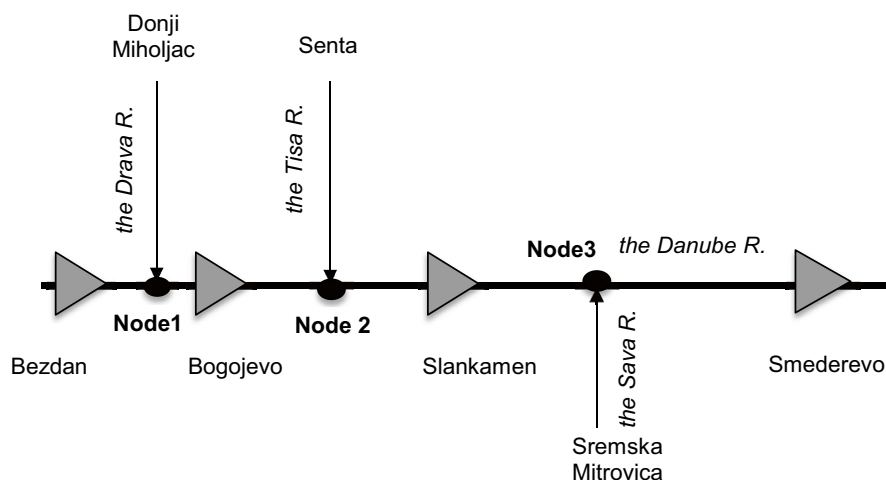 Donji
Miholjac
Senta
the Drava R.
the Tisa R.
Node3
the Danube R.
Node1
Node 2
Bezdan
Bogojevo
Slankamen
the Sava R.
Smederevo
Sremska
Mitrovica